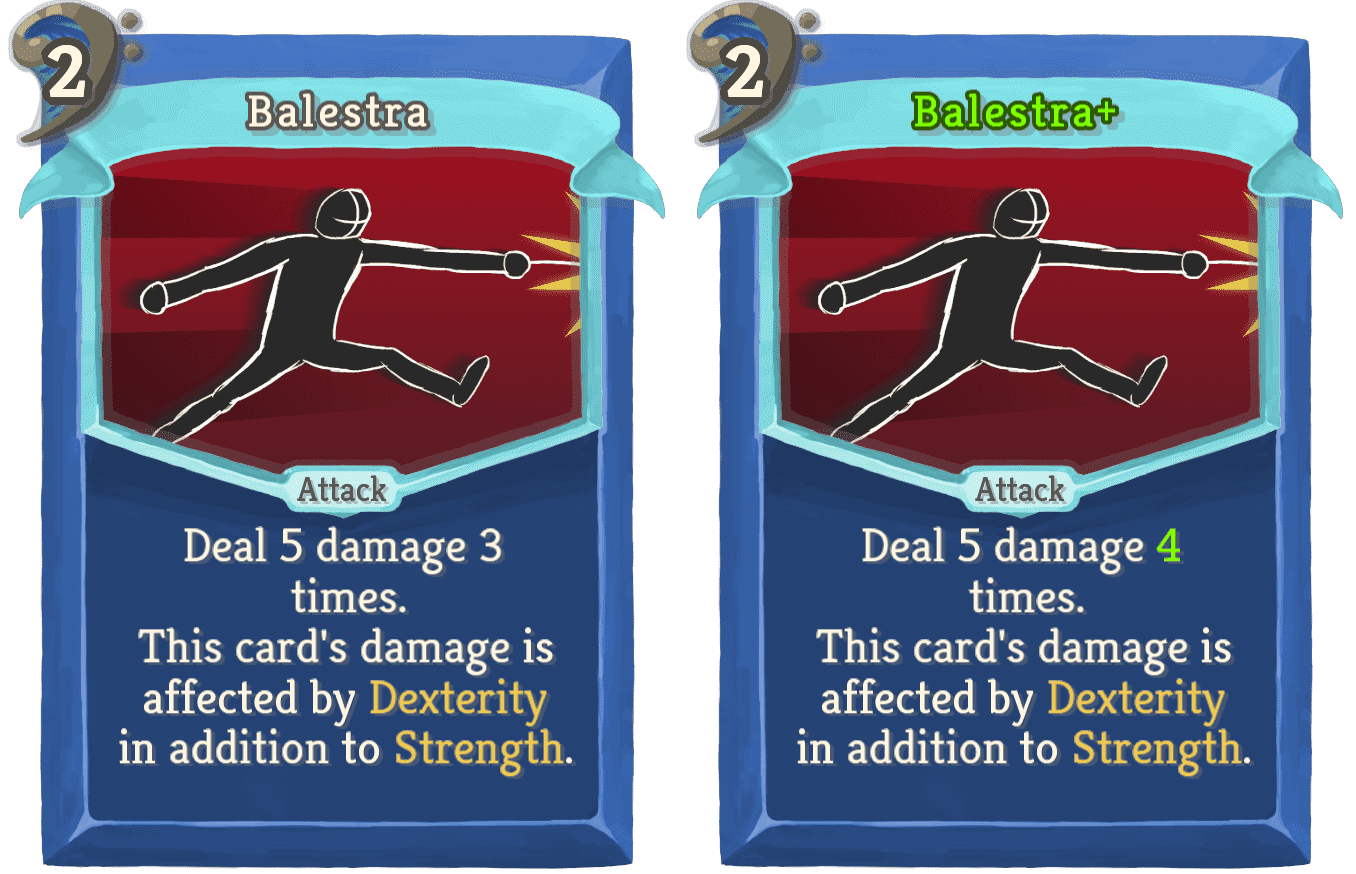 2
Balestra
Attack
Deal 5 damage 3
times.
This card's damage is
affected by Dexterity
in addition to Strength.
2
Balestra+
Attack
Deal 5 damage 4
times.
This card's damage is
affected by Dexterity
in addition to Strength.